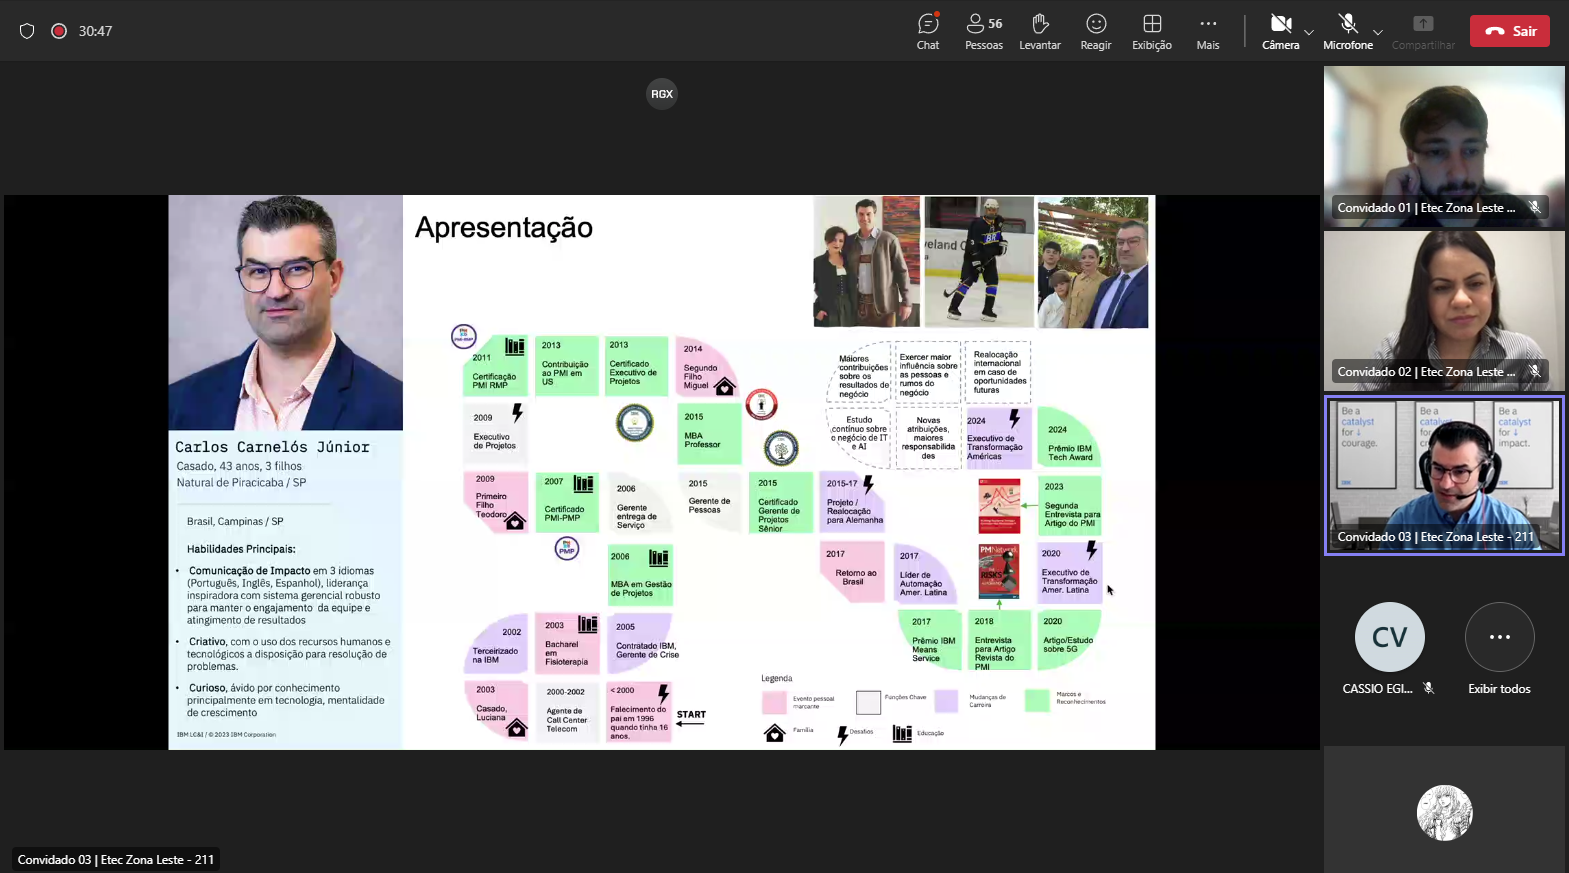 30:47
Chat
56
Pessoas
Levantar
Reagir
Exibição
Mais
Câmera
Microfone
Compartilhar
Sair
RGX
Apresentação
Carlos Carnelós Júnior
Casado, 43 anos, 3 filhos
Natural de Piracicaba / SP
Brasil, Campinas / SP
Habilidades Principais:
• Comunicação de Impacto em 3 idiomas
(Português, Inglês, Espanhol), liderança
inspiradora com sistema gerencial robusto
para manter o engajamento da equipe e
atingimento de resultados
• Criativo, com o uso dos recursos humanos e
tecnológicos a disposição para resolução de
problemas.
• Curioso, ávido por conhecimento
principalmente em tecnologia, mentalidade
de crescimento
IBM LC&I / © 2023 IBM Corporation
2011
Certificação
PMI RMP
2013
Contribuição
ao PMI em
US
2013
Certificado
Executivo de
Projetos
2014
Segundo
Filho
Miguel
2009
Executivo
de Projetos
2015
MBA
Professor
2009
Primeiro
Filho
Teodoro
2007
Certificado
PMI-PMP
2006
Gerente
entrega de
Serviço
2015
Gerente de
Pessoas
2015
Certificado
Gerente de
Projetos
Sênior
2015-17
Projeto /
Realocação
para Alemanha
PMP
2006
MBA em Gestão
de Projetos
2002
Terceirizado
na IBM
2003
Bacharel
em
Fisioterapia
2005
Contratado IBM,
Gerente de Crise
2003
Casado,
Luciana
2000-2002
Agente de
Call Center
Telecom
< 2000
Falecimento do
pai em 1996
quando tinha 16
anos.
START
Maiores
contribuições
sobre os
resultados de
negócio
Exercer maior
influência sobre
as pessoas e
rumos do
negócio
Realocação
internacional
em caso de
oportunidades
futuras
Estudo
contínuo sobre
o negócio de IT
e AI
Novas
atribuições,
maiores
responsabilida
des
2024
Executivo de
Transformação
Américas
2024
Prêmio IBM
Tech Award
2023
Segunda
Entrevista para
Artigo do PMI
2017
Retorno ao
Brasil
2017
Líder de
Automação
Amer. Latina
PMNetwork
RISKS
2020
Executivo de
Transformação
Amer. Latina
2017
Prêmio IBM
Means
Service
2018
Entrevista
para Artigo
Revista do
PMI
2020
Artigo/Estudo
sobre 5G
Legenda
Evento pessoal
marcante
Funções Chave
Mudanças de
Carreira
Marcos e
Reconhecimentos
Família
Desafios
Educação
Convidado 01 | Etec Zona Leste ...
Convidado 02 | Etec Zona Leste ...
Be a
catalyst
for ↓
courage.
Be a
catalyst
for
Be a
catalyst
for ↓
impact.
IBM
Convidado 03 | Etec Zona Leste - 211
CV
CASSIO EGI...
Exibir todos
Convidado 03 | Etec Zona Leste - 211